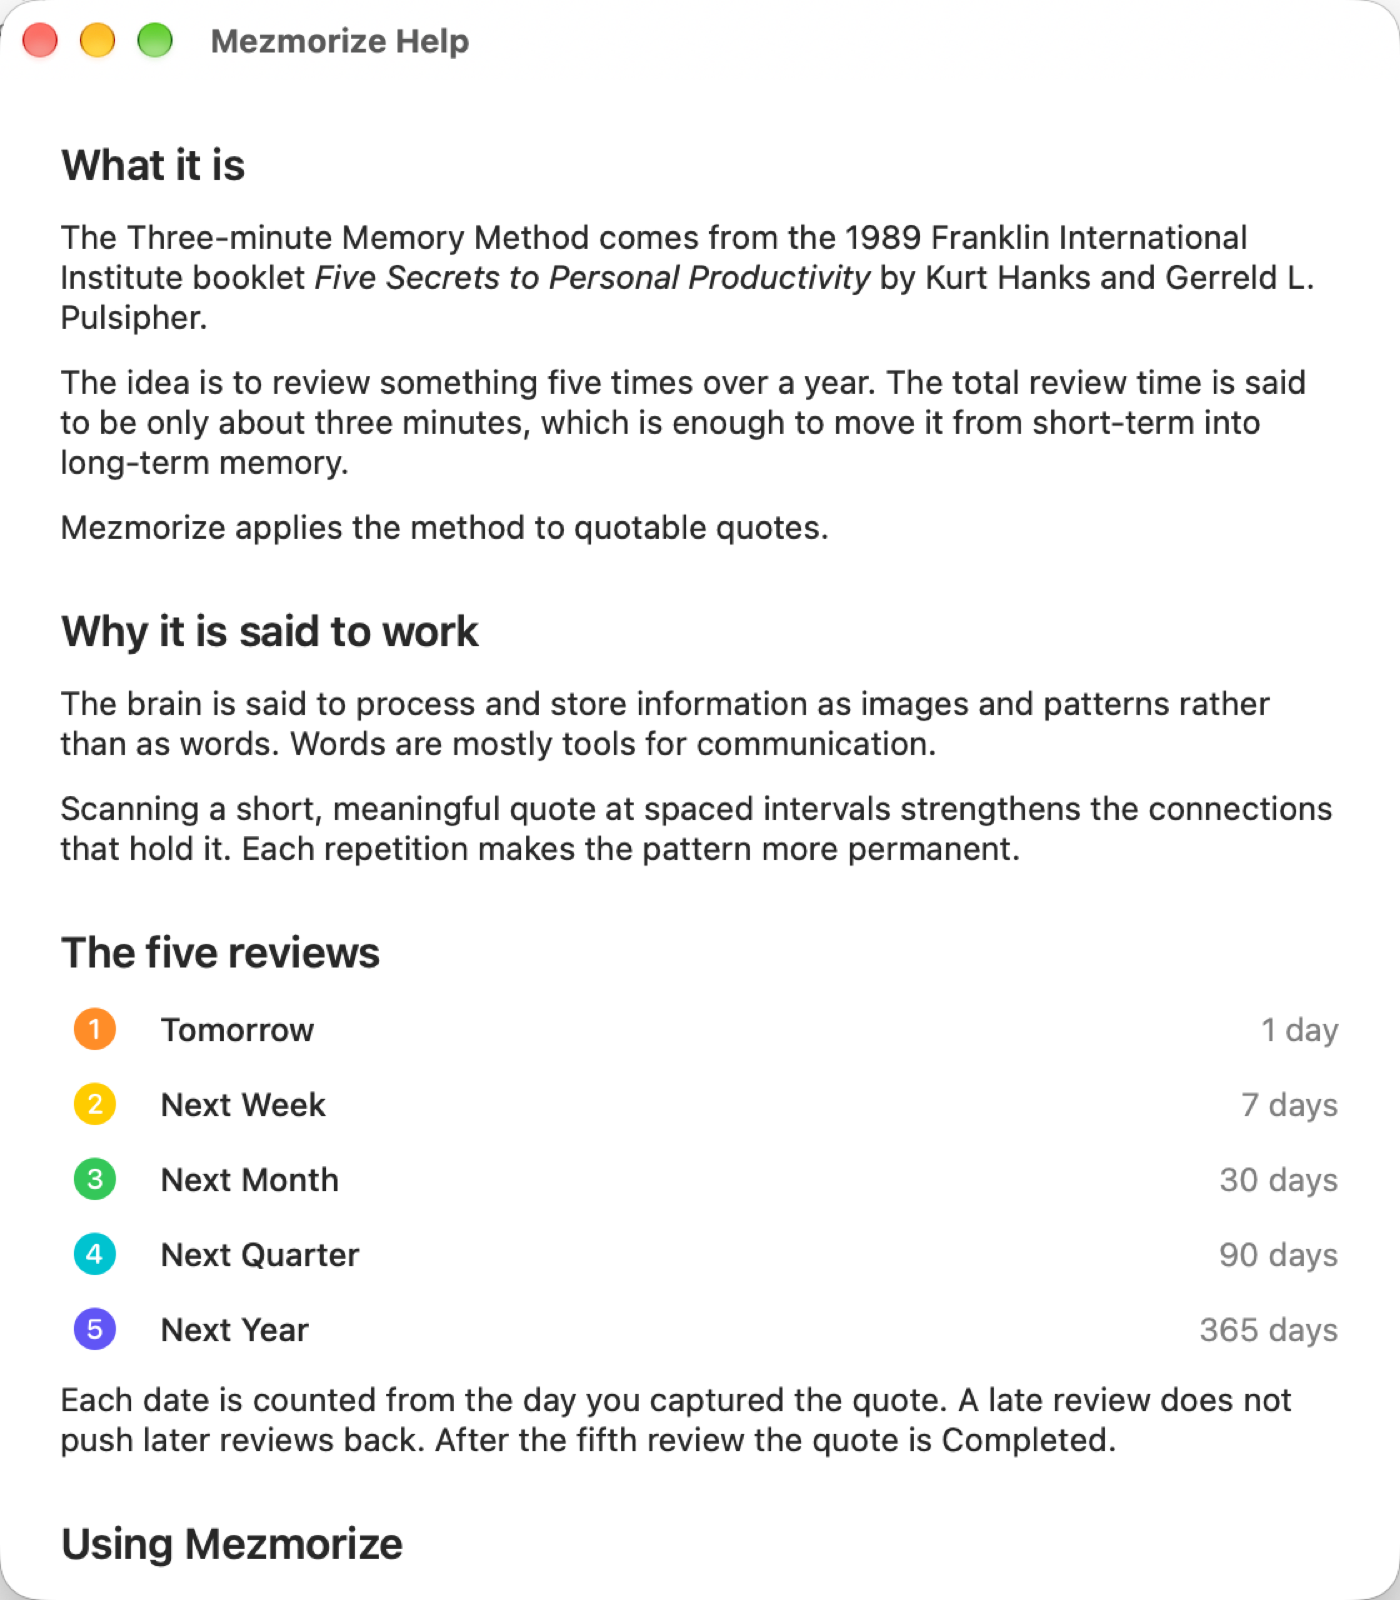 Mezmorize Help
What it is
The Three-minute Memory Method comes from the 1989 Franklin International
Institute booklet Five Secrets to Personal Productivity by Kurt Hanks and Gerreld L.
Pulsipher.
The idea is to review something five times over a year. The total review time is said
to be only about three minutes, which is enough to move it from short-term into
long-term memory.
Mezmorize applies the method to quotable quotes.
Why it is said to work
The brain is said to process and store information as images and patterns rather
than as words. Words are mostly tools for communication.
Scanning a short, meaningful quote at spaced intervals strengthens the connections
that hold it. Each repetition makes the pattern more permanent.
The five reviews
1 Tomorrow 1 day
2 Next Week 7 days
3 Next Month 30 days
4 Next Quarter 90 days
5 Next Year 365 days
Each date is counted from the day you captured the quote. A late review does not
push later reviews back. After the fifth review the quote is Completed.
Using Mezmorize